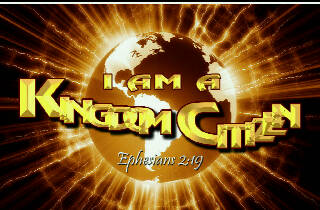 I AM A
KINGDOM CITIZEN
Ephesians 2:19